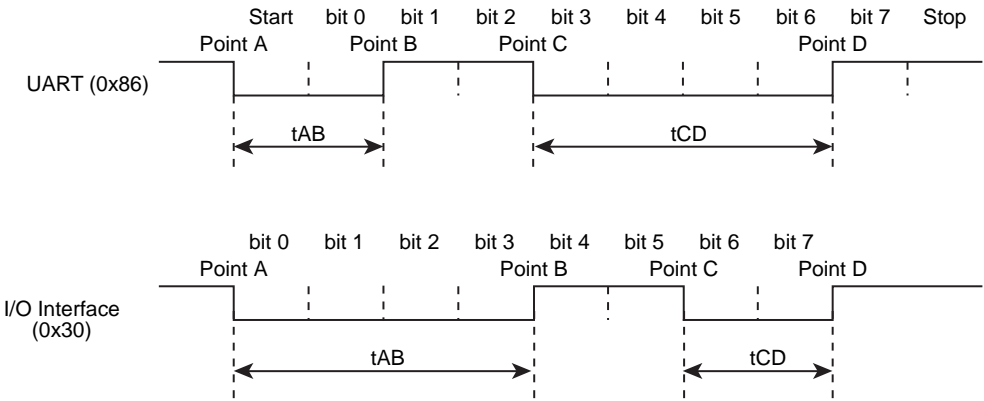 Start bit 0 bit 1 bit 2 bit 3 bit 4 bit 5 bit 6 bit 7 Stop
Point A Point B Point C Point D
UART (0x86)
tAB tCD
bit 0 bit 1 bit 2 bit 3 bit 4 bit 5 bit 6 bit 7
Point A Point B Point C Point D
I/O Interface
(0x30)
tAB tCD